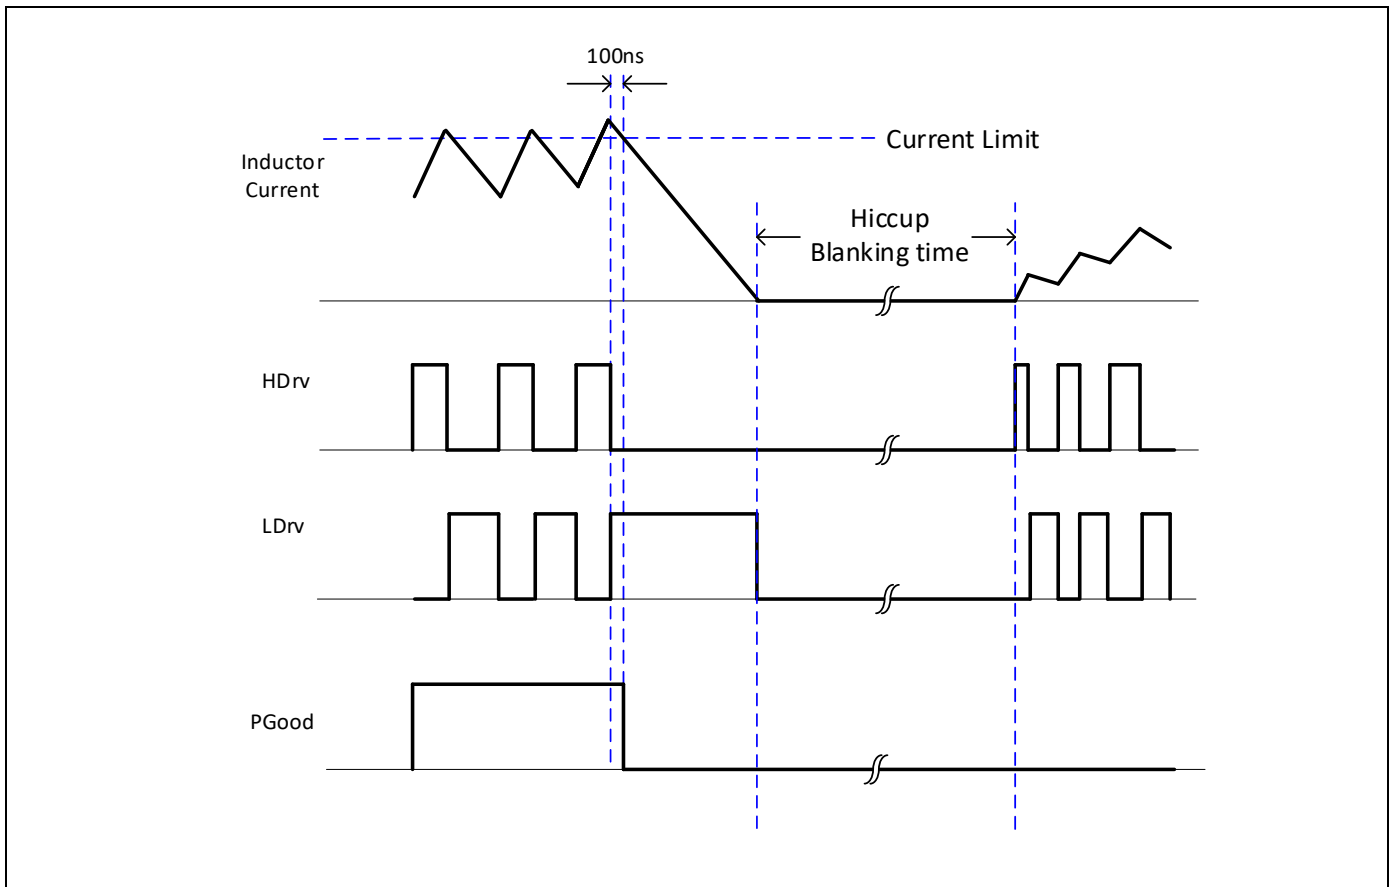 100ns
Current Limit
Inductor
Current
Hiccup
Blanking time
HDrv
LDrv
PGood